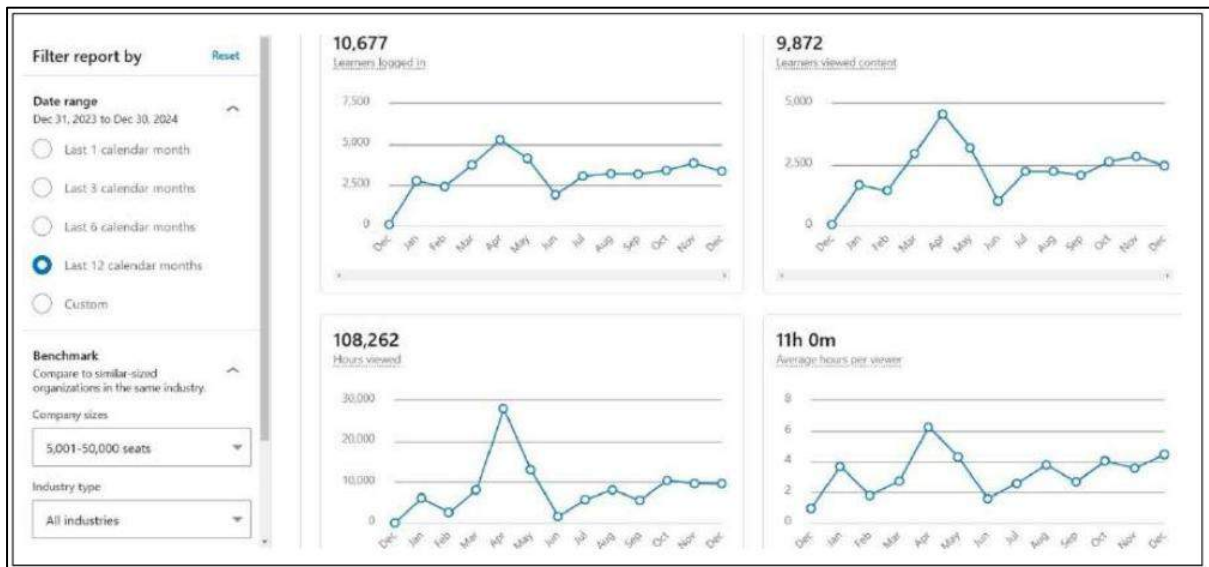 Filter report by Reset
Date range
Dec 31, 2023 to Dec 30, 2024
Last 1 calendar month
Last 3 calendar months
Last 6 calendar months
Last 12 calendar months
Custom
Benchmark
Compare to similar-sized
organizations in the same industry.
Company sizes
5,001-50,000 seats
Industry type
All industries
10,677
Learners logged in
7,500
5,000
2,500
0
Dec Jan Feb Mar Apr May Jun Jul Aug Sep Oct Nov Dec
9,872
Learners viewed content
5,000
2,500
0
Dec Jan Feb Mar Apr May Jun Jul Aug Sep Oct Nov Dec
108,262
Hours viewed
30,000
20,000
10,000
0
Dec Jan Feb Mar Apr May Jun Jul Aug Sep Oct Nov Dec
11h 0m
Average hours per viewer
8
6
4
2
0
Dec Jan Feb Mar Apr May Jun Jul Aug Sep Oct Nov Dec